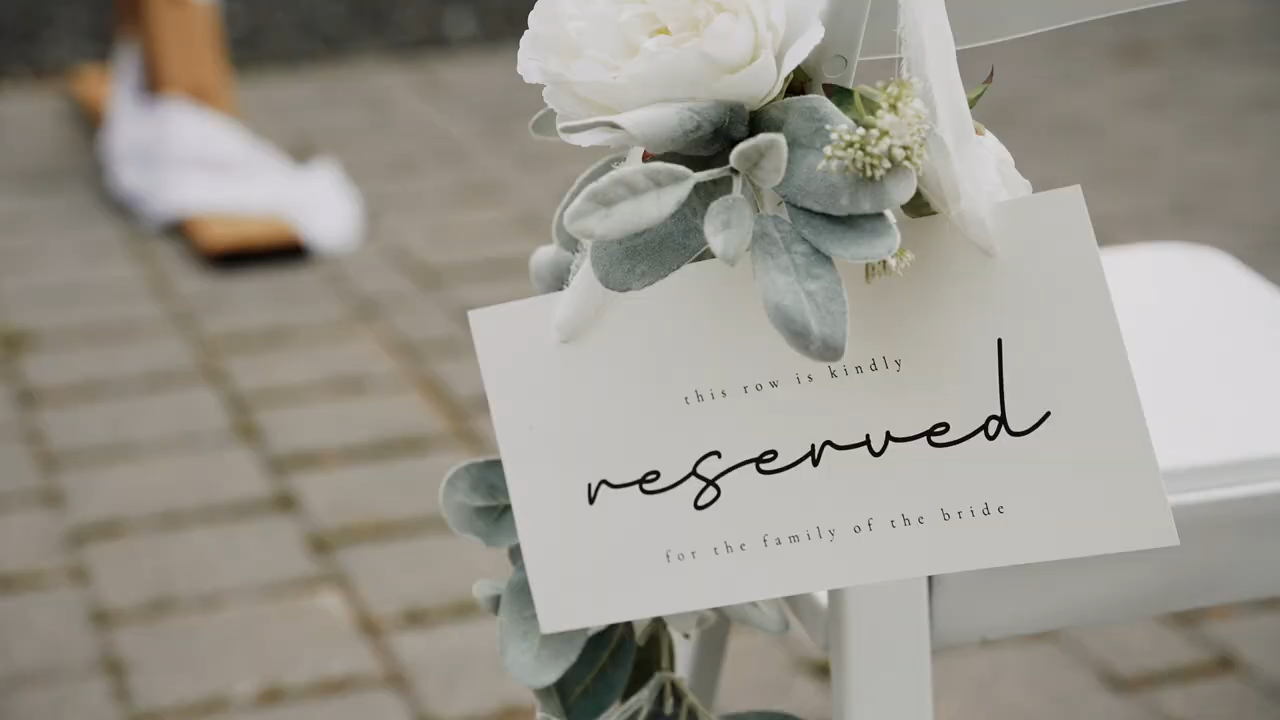 this row is kindly
reserved
for the family of the bride